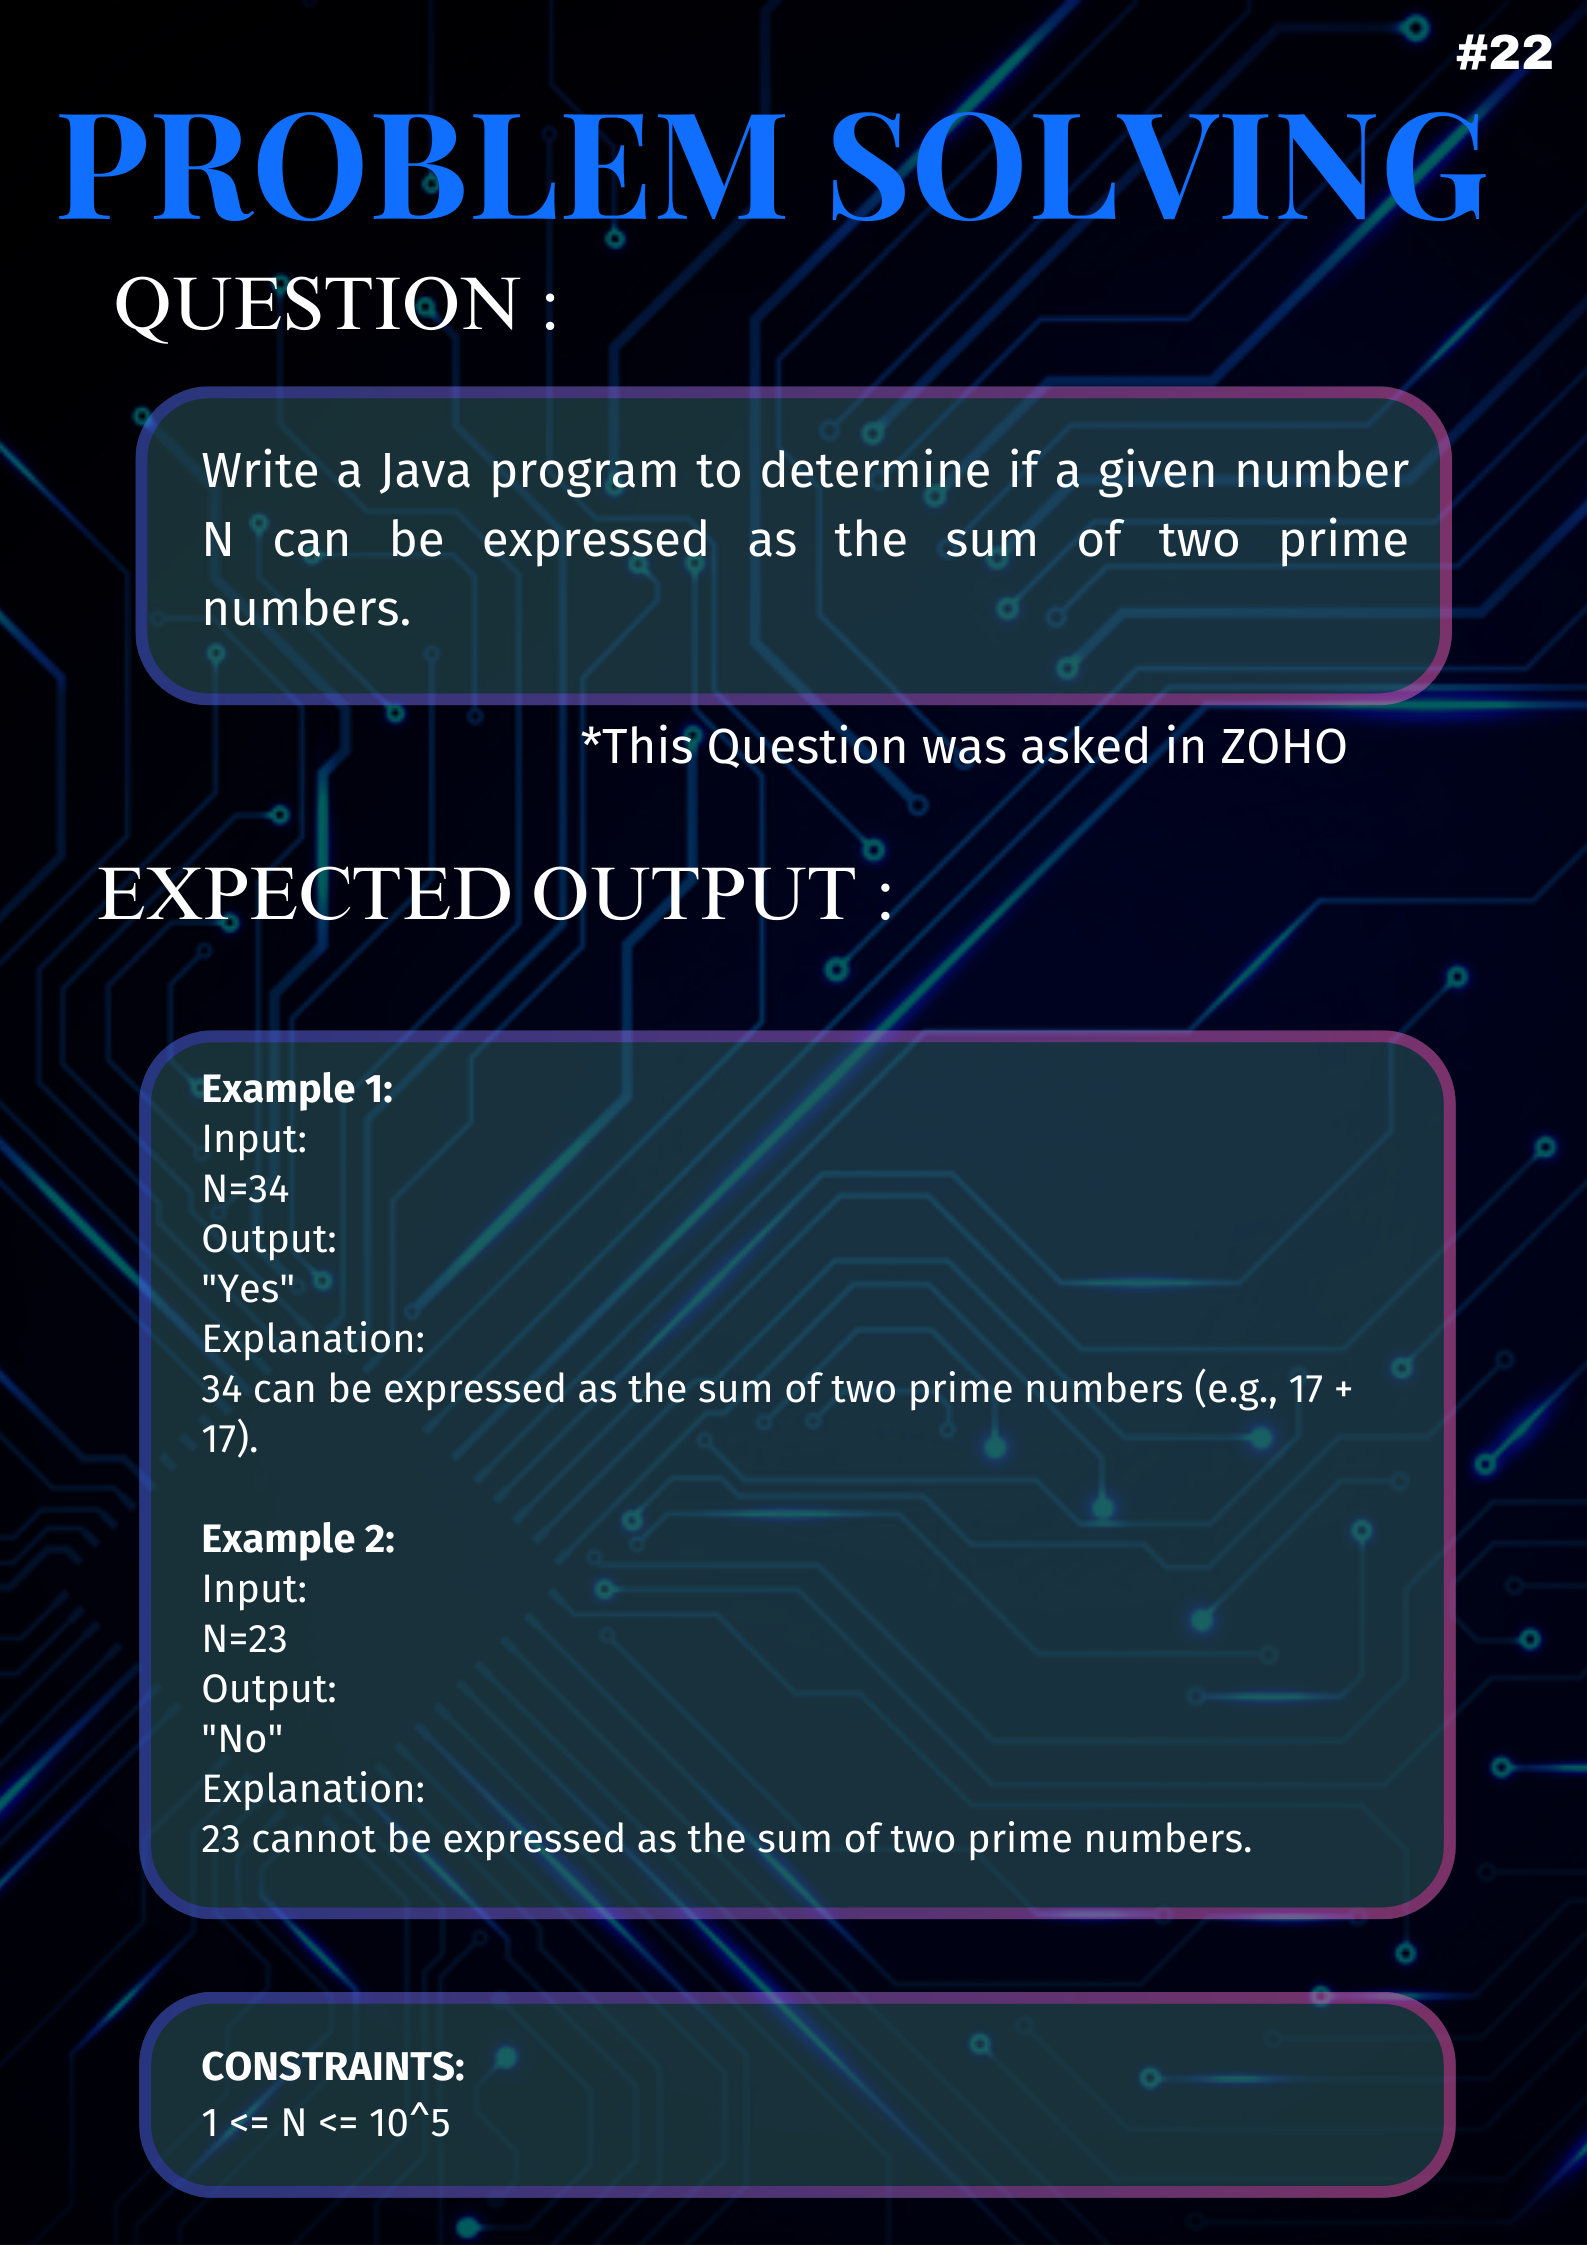 #22
PROBLEM SOLVING
QUESTION :
Write a Java program to determine if a given number
N can be expressed as the sum of two prime
numbers.
*This Question was asked in ZOHO
EXPECTED OUTPUT :
Example 1:
Input:
N=34
Output:
"Yes"
Explanation:
34 can be expressed as the sum of two prime numbers (e.g., 17 +
17).
Example 2:
Input:
N=23
Output:
"No"
Explanation:
23 cannot be expressed as the sum of two prime numbers.
CONSTRAINTS:
1 <= N <= 10^5